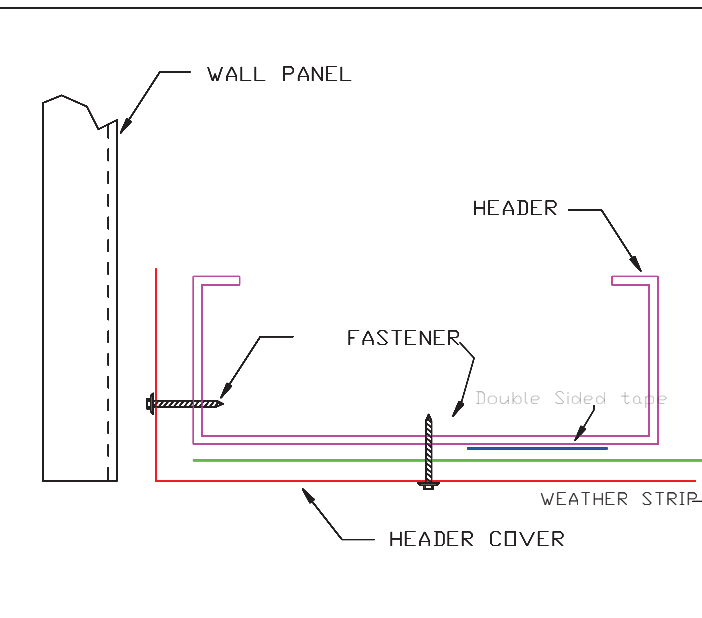 WALL PANEL
HEADER
FASTENER
Double Sided tape
WEATHER STRIP
HEADER COVER